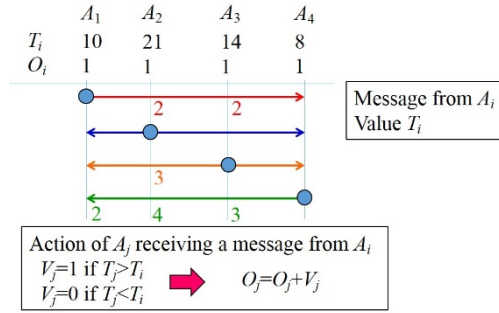 A₁ A₂ A₃ A₄
Tᵢ 10 21 14 8
Oᵢ 1 1 1 1
2 2
3
2 4 3
Message from Aᵢ
Value Tᵢ
Action of Aⱼ receiving a message from Aᵢ
Vⱼ=1 if Tⱼ>Tᵢ
Vⱼ=0 if Tⱼ<Tᵢ
Oⱼ=Oⱼ+Vⱼ